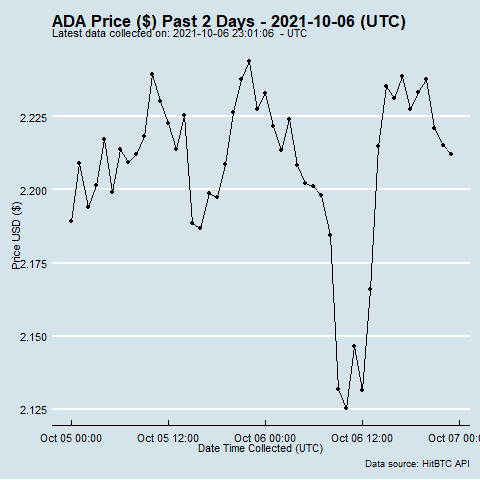 ADA Price ($) Past 2 Days - 2021-10-06 (UTC)
Latest data collected on: 2021-10-06 23:01:06 - UTC
2.225
2.200
2.175
2.150
2.125
Price USD ($)
Oct 05 00:00
Oct 05 12:00
Oct 06 00:00
Oct 06 12:00
Oct 07 00:0
Date Time Collected (UTC)
Data source: HitBTC API